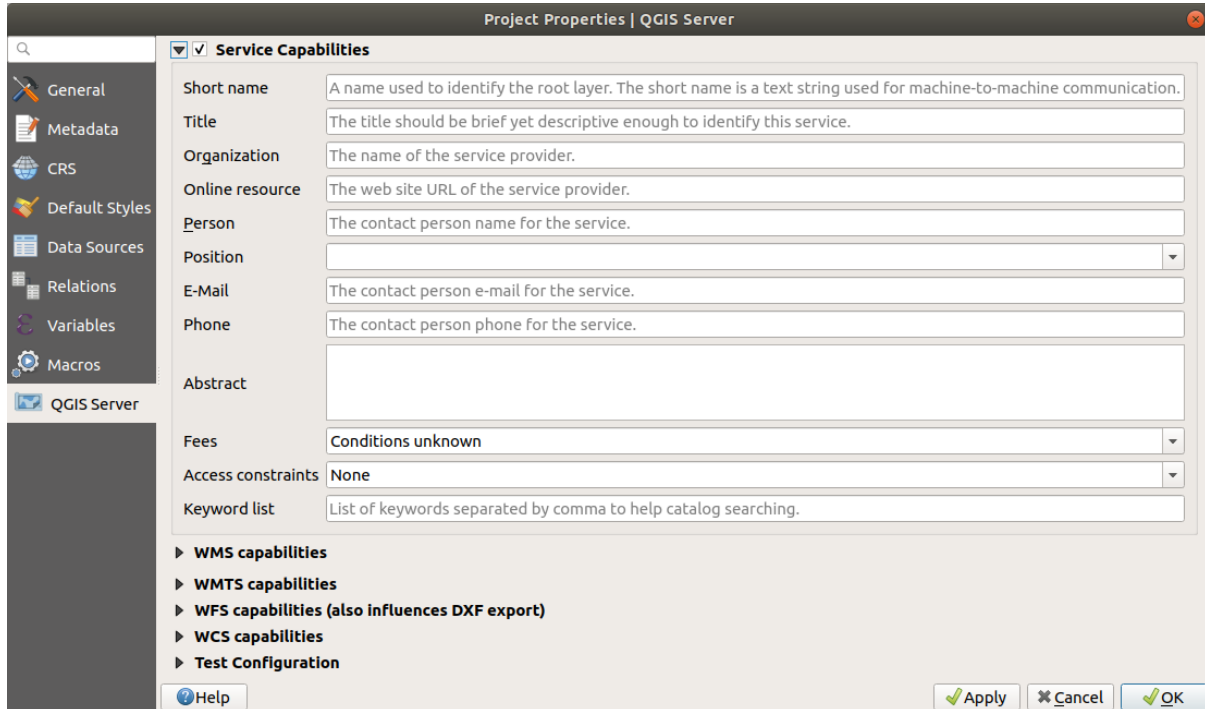 Project Properties | QGIS Server
Service Capabilities
General
Metadata
CRS
Default Styles
Data Sources
Relations
Variables
Macros
QGIS Server
Short name A name used to identify the root layer. The short name is a text string used for machine-to-machine communication.
Title The title should be brief yet descriptive enough to identify this service.
Organization The name of the service provider.
Online resource The web site URL of the service provider.
Person The contact person name for the service.
Position
E-Mail The contact person e-mail for the service.
Phone The contact person phone for the service.
Abstract
Fees Conditions unknown
Access constraints None
Keyword list List of keywords separated by comma to help catalog searching.
WMS capabilities
WMTS capabilities
WFS capabilities (also influences DXF export)
WCS capabilities
Test Configuration
Help Apply Cancel OK